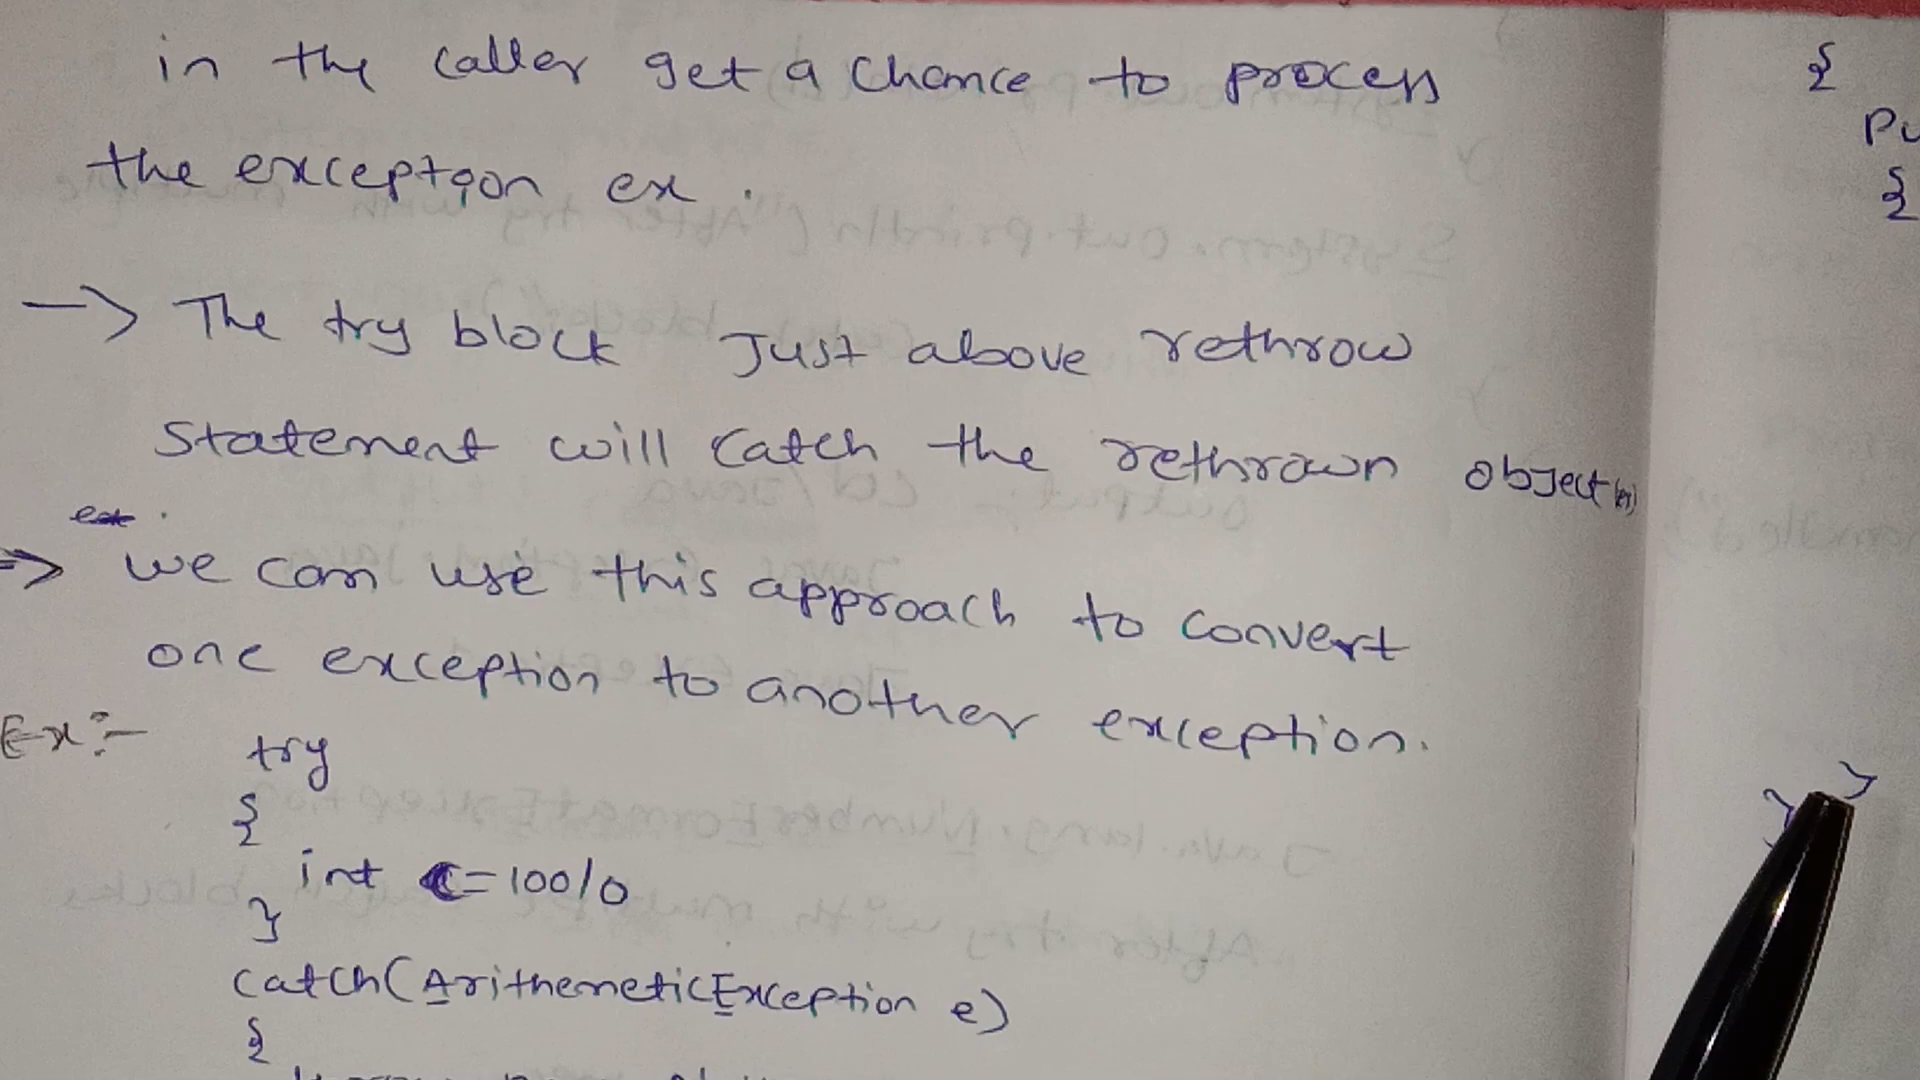 in the caller get a chance to process
the exception ex.
-> The try block Just above rethrow
Statement will catch the rethrown object
=> we can use this approach to convert
one exception to another exception.
Ex:-
try
{
int c=100/0
}
catch(ArithemeticException e)
{
{
Pu
{
}
}